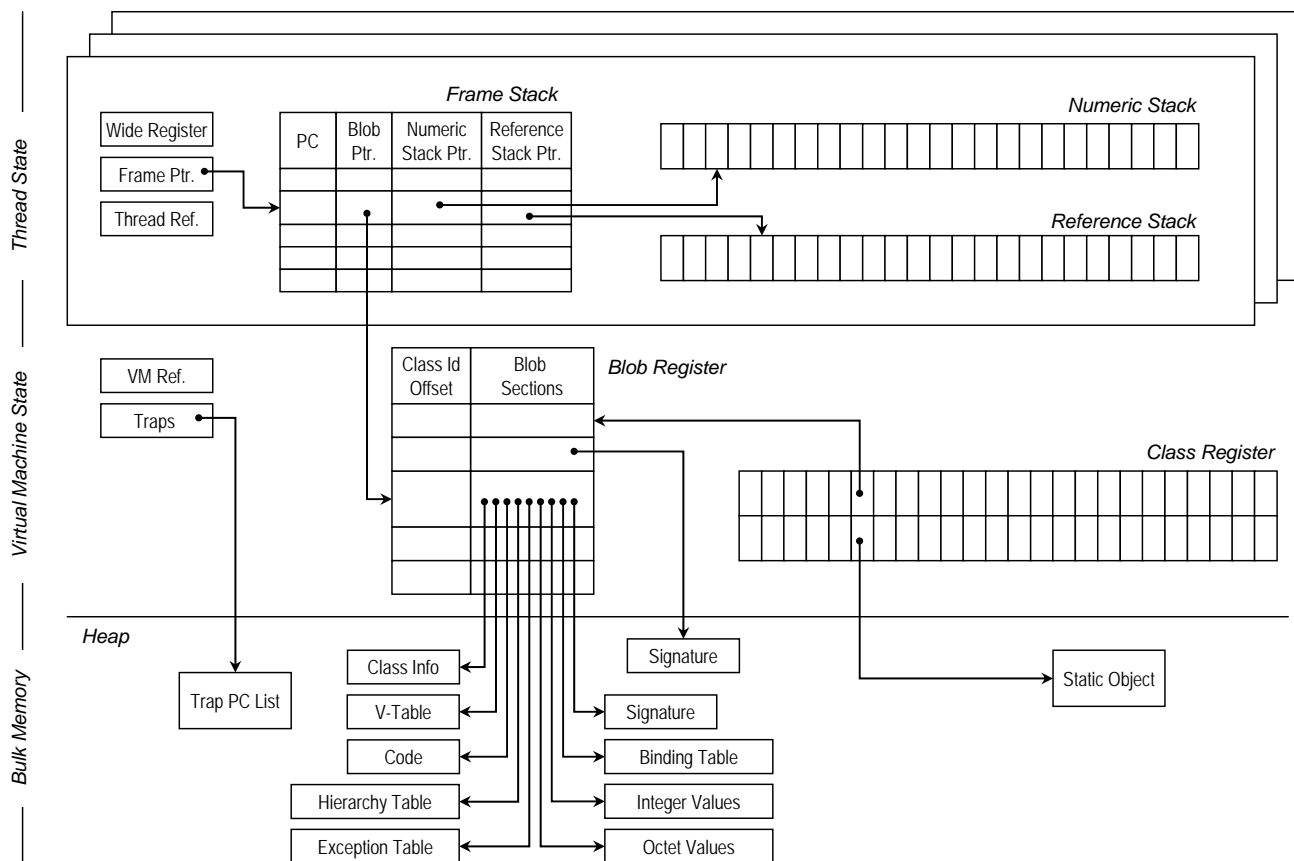 Thread State
Virtual Machine State
Bulk Memory
Frame Stack
Numeric Stack
Wide Register
Frame Ptr.
Thread Ref.
PC
Blob
Ptr.
Numeric
Stack Ptr.
Reference
Stack Ptr.
Reference Stack
VM Ref.
Traps
Class Id
Offset
Blob
Sections
Blob Register
Class Register
Heap
Trap PC List
Class Info
V-Table
Code
Hierarchy Table
Exception Table
Signature
Signature
Binding Table
Integer Values
Octet Values
Static Object